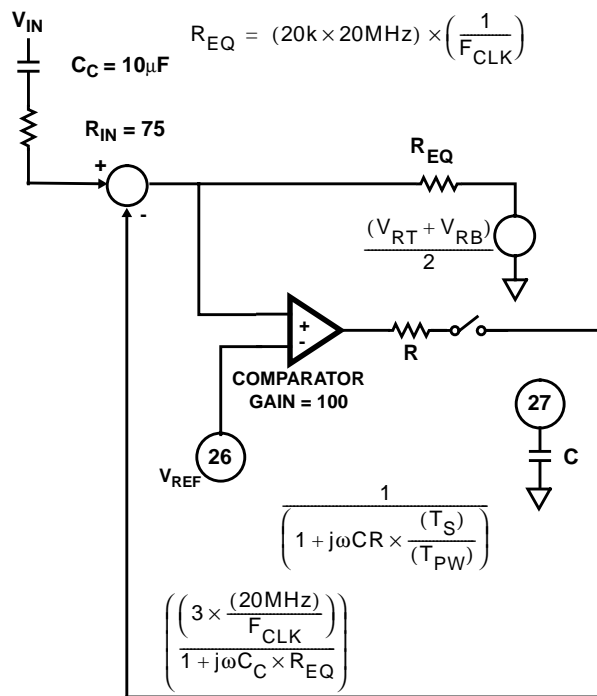 V_IN
R_EQ = (20k × 20MHz) × (1 / F_CLK)
C_C = 10μF
R_IN = 75
+
-
R_EQ
(V_RT + V_RB) / 2
+
-
R
COMPARATOR
GAIN = 100
27
C
26
V_REF
1 / (1 + jωCR × (T_S) / (T_PW))
((3 × (20MHz) / F_CLK) / (1 + jωC_C × R_EQ))